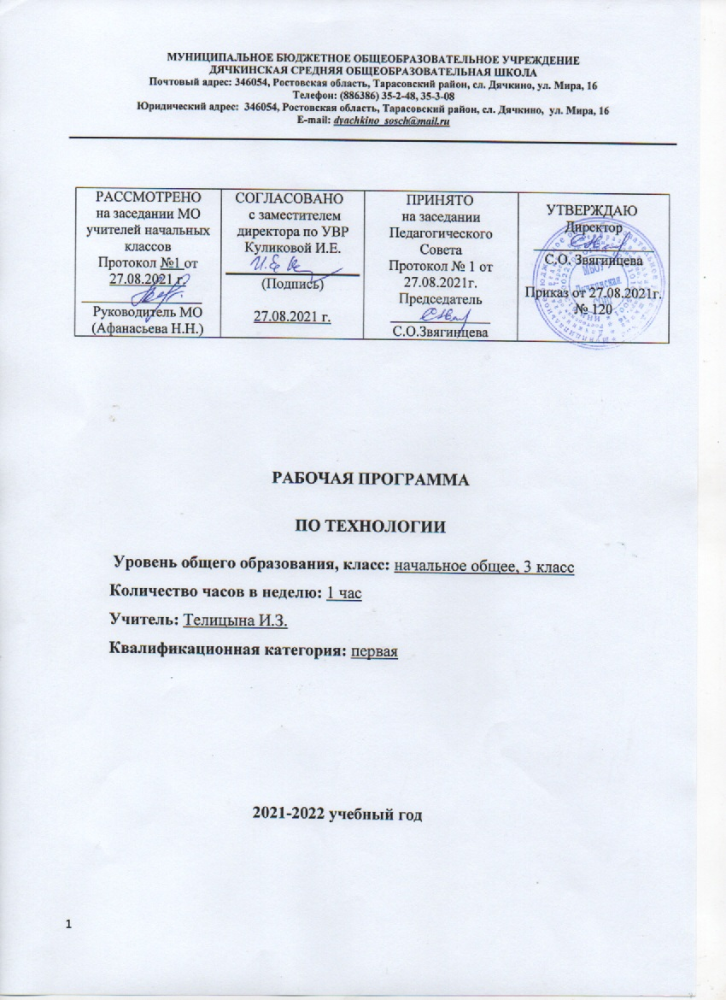 МУНИЦИПАЛЬНОЕ БЮДЖЕТНОЕ ОБЩЕОБРАЗОВАТЕЛЬНОЕ УЧРЕЖДЕНИЕ
ДЯЧКИНСКАЯ СРЕДНЯЯ ОБЩЕОБРАЗОВАТЕЛЬНАЯ ШКОЛА
Почтовый адрес: 346054, Ростовская область, Тарасовский район, сл. Дячкино, ул. Мира, 16
Телефон: (886386) 35-2-48, 35-3-08
Юридический адрес: 346054, Ростовская область, Тарасовский район, сл. Дячкино, ул. Мира, 16
E-mail: dyachkino_sosch@mail.ru
РАССМОТРЕНО
на заседании МО
учителей начальных
классов
Протокол №1 от
27.08.2021 г.
Руководитель МО
(Афанасьева Н.Н.)
СОГЛАСОВАНО
с заместителем
директора по УВР
Куликовой И.Е.
(Подпись)
27.08.2021 г.
ПРИНЯТО
на заседании
Педагогического
Совета
Протокол № 1 от
27.08.2021г.
Председатель
С.О.Звягинцева
УТВЕРЖДАЮ
Директор
С.О. Звягинцева
Приказ от 27.08.2021г.
№ 120
РАБОЧАЯ ПРОГРАММА
ПО ТЕХНОЛОГИИ
Уровень общего образования, класс: начальное общее, 3 класс
Количество часов в неделю: 1 час
Учитель: Телицына И.З.
Квалификационная категория: первая
2021-2022 учебный год
1